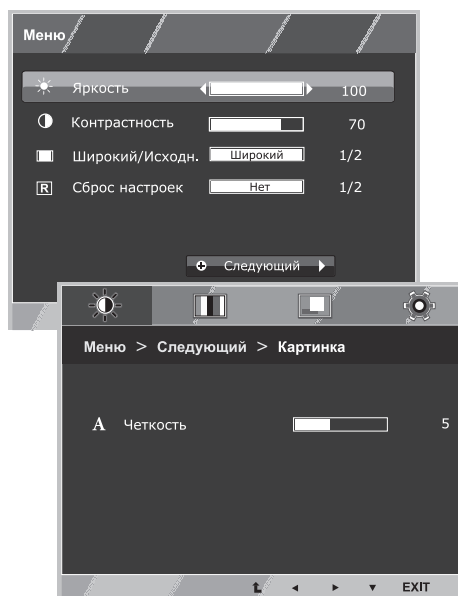 Меню
Яркость 100
Контрастность 70
Широкий/Исходн. Широкий 1/2
R Сброс настроек Нет 1/2
Следующий
Меню > Следующий > Картинка
A Четкость 5
EXIT